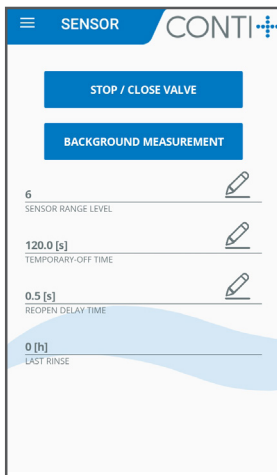 SENSOR
CONTI+
STOP / CLOSE VALVE
BACKGROUND MEASUREMENT
6
SENSOR RANGE LEVEL
120.0 [s]
TEMPORARY-OFF TIME
0.5 [s]
REOPEN DELAY TIME
0 [h]
LAST RINSE